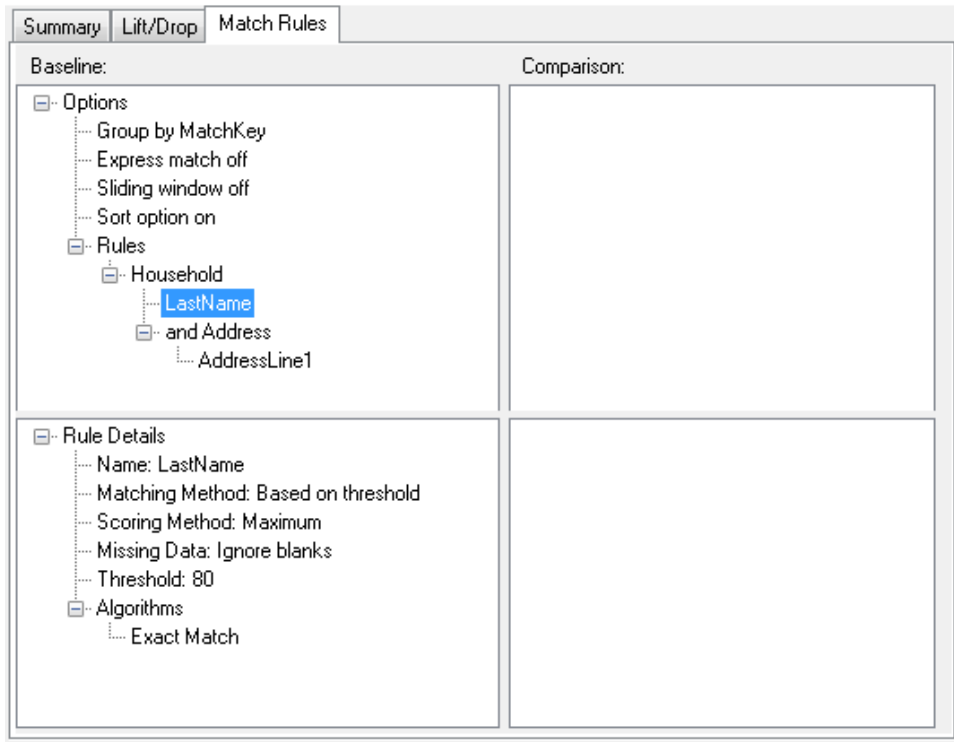 Summary Lift/Drop Match Rules
Baseline: Comparison:
Options
Group by MatchKey
Express match off
Sliding window off
Sort option on
Rules
Household
LastName
and Address
AddressLine1
Rule Details
Name: LastName
Matching Method: Based on threshold
Scoring Method: Maximum
Missing Data: Ignore blanks
Threshold: 80
Algorithms
Exact Match